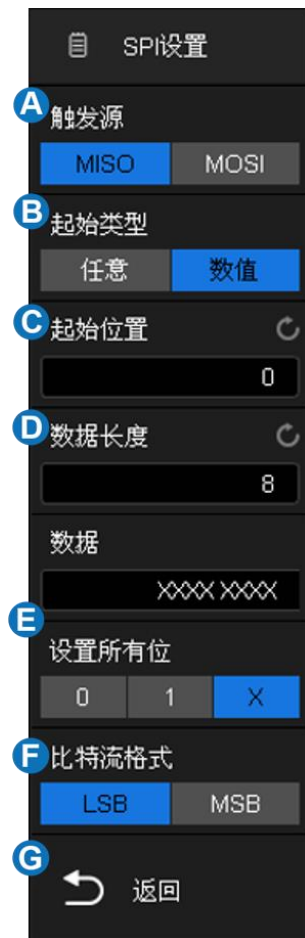 SPI设置
A
触发源
MISO MOSI
B
起始类型
任意 数值
C
起始位置
0
D
数据长度
8
数据
XXXX XXXX
E
设置所有位
0 1 X
F
比特流格式
LSB MSB
G
返回